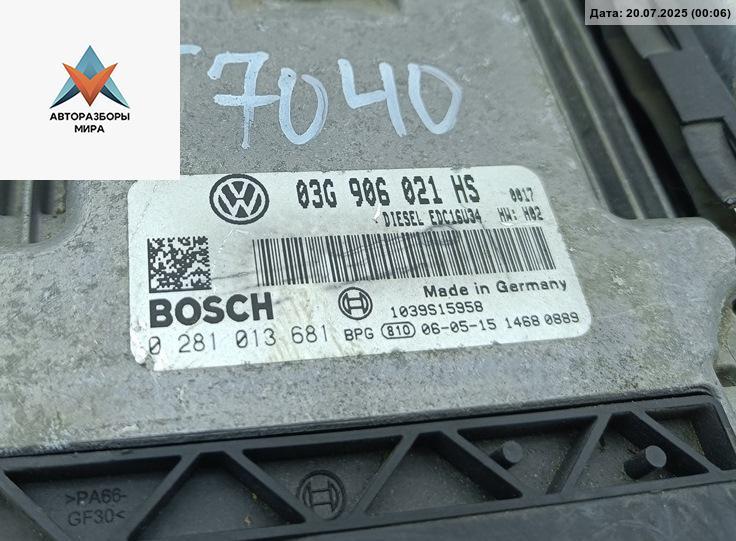 Дата: 20.07.2025 (00:06)
7040
АВТОРАЗБОРЫ
МИРА
03G 906 021 HS 0017
DIESEL EDC16U34 HW: H02
BOSCH
Made in Germany
1039S15958
0 281 013 681 BPG 810 06-05-15 1468 0889
>PA66-
GF30<